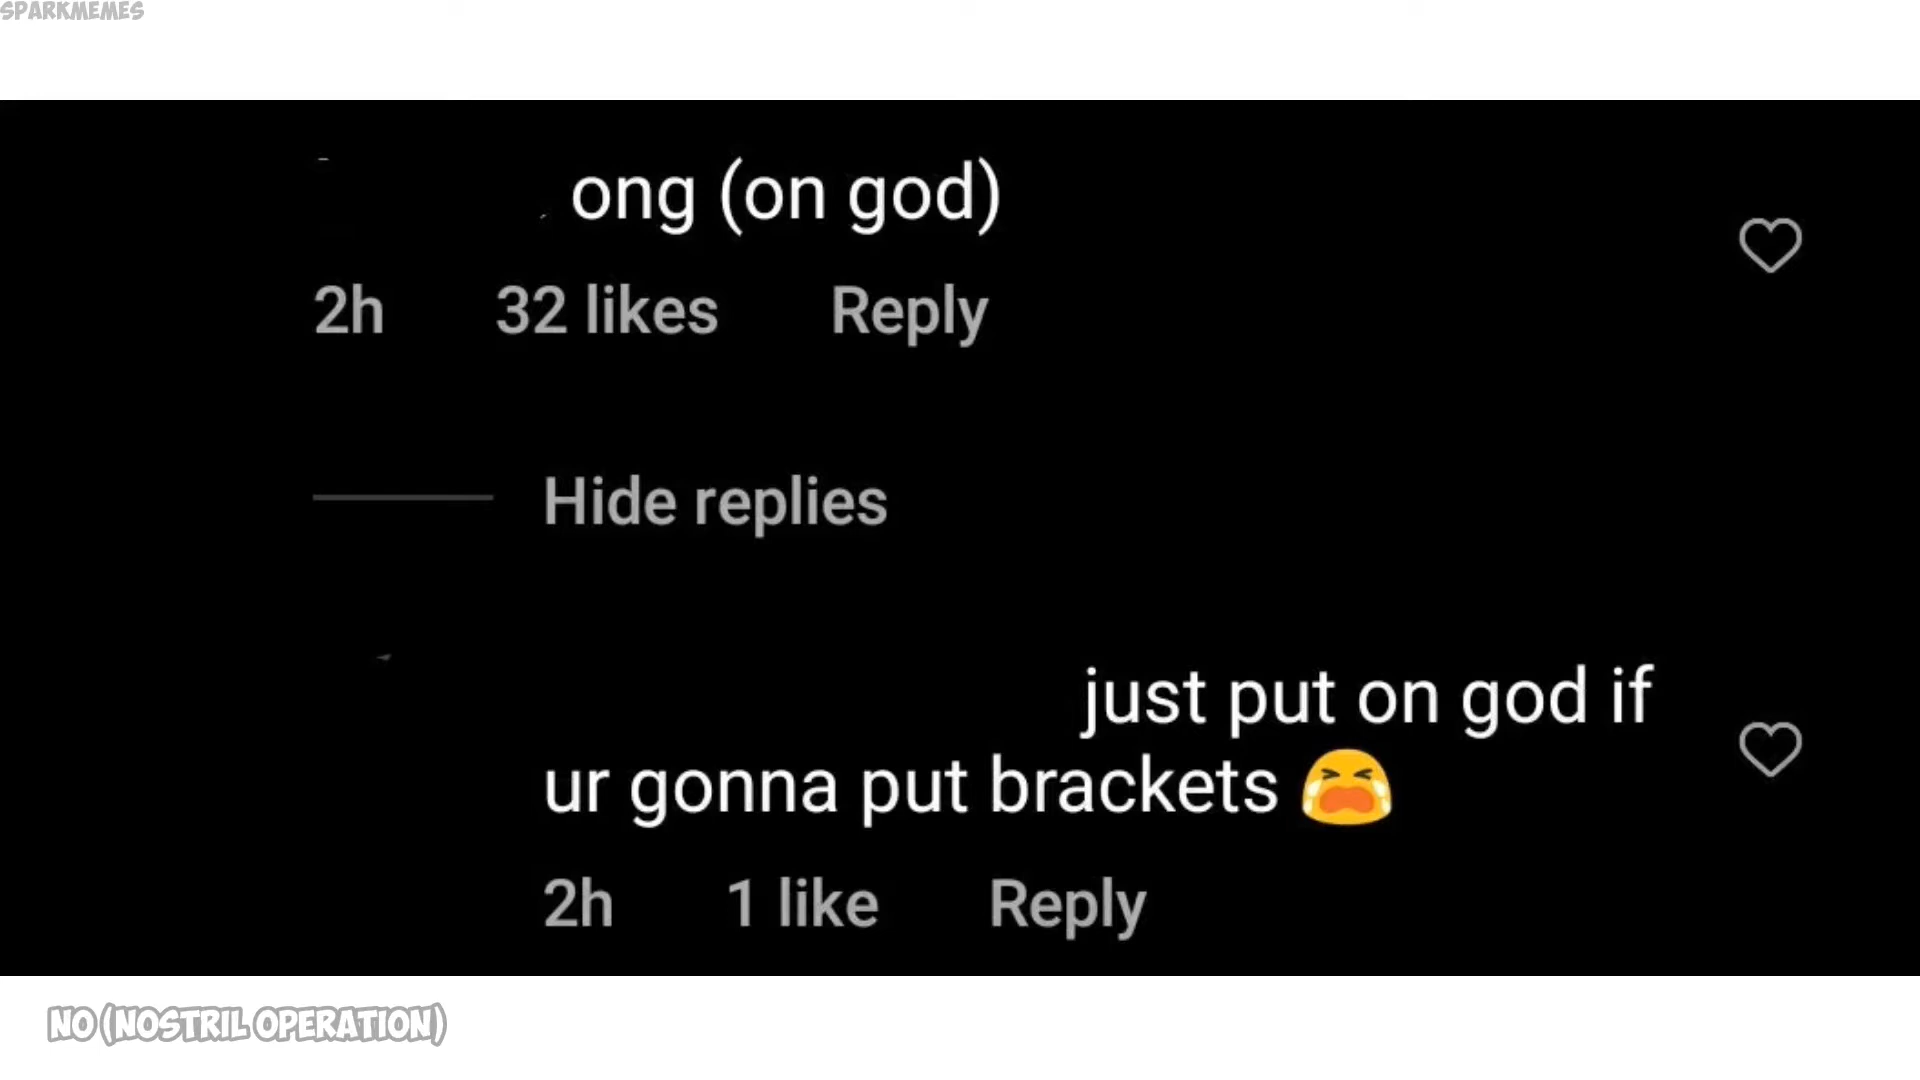 SPARKMEMES
ong (on god)
2h 32 likes Reply
Hide replies
just put on god if
ur gonna put brackets 😭
2h 1 like Reply
NO (NOSTRIL OPERATION)